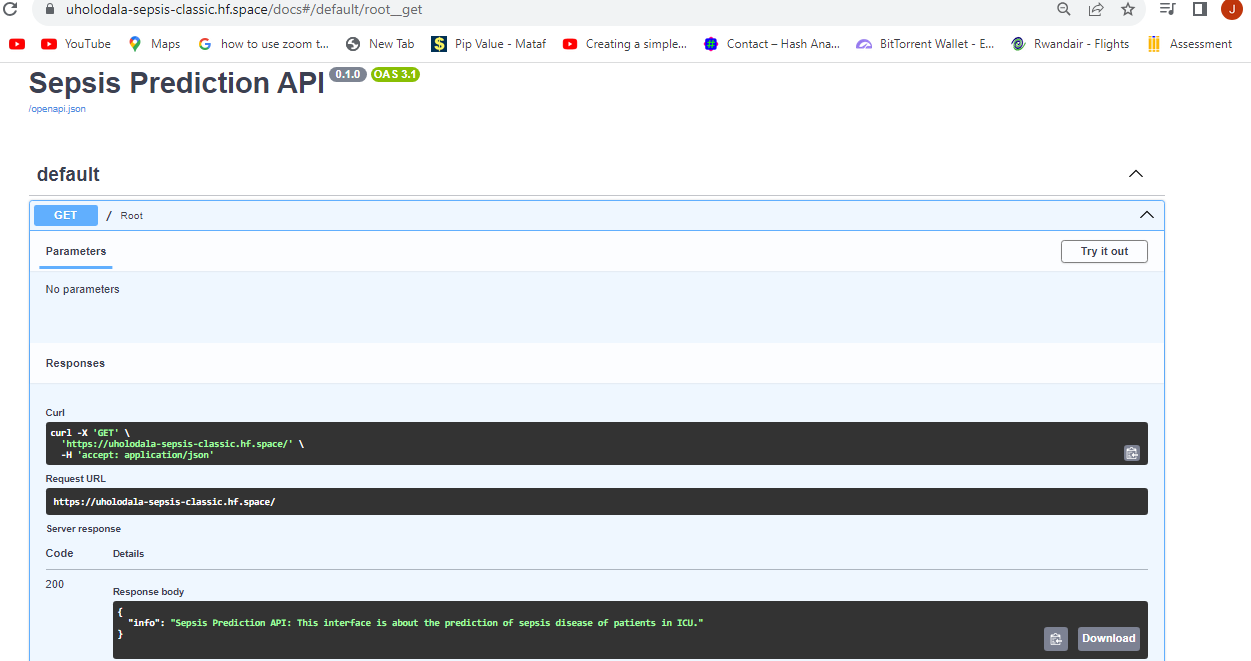 uholodala-sepsis-classic.hf.space/docs#/default/root__get
J
YouTube Maps how to use zoom t... New Tab Pip Value - Mataf Creating a simple... Contact – Hash Ana... BitTorrent Wallet - E... Rwandair - Flights Assessment
Sepsis Prediction API 0.1.0 OAS 3.1
/openapi.json
default
GET / Root
Parameters Try it out
No parameters
Responses
Curl
curl -X 'GET' \
'https://uholodala-sepsis-classic.hf.space/' \
-H 'accept: application/json'
Request URL
https://uholodala-sepsis-classic.hf.space/
Server response
Code Details
200
Response body
{
"info": "Sepsis Prediction API: This interface is about the prediction of sepsis disease of patients in ICU."
}
Download